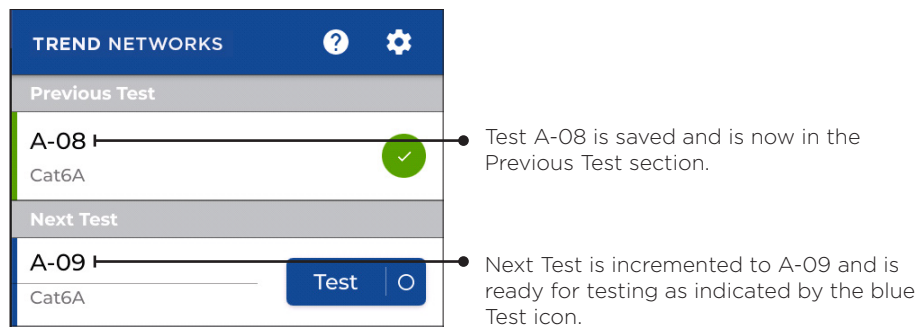 TREND NETWORKS
Previous Test
A-08
Cat6A
Test A-08 is saved and is now in the
Previous Test section.
Next Test
A-09
Cat6A
Test
Next Test is incremented to A-09 and is
ready for testing as indicated by the blue
Test icon.